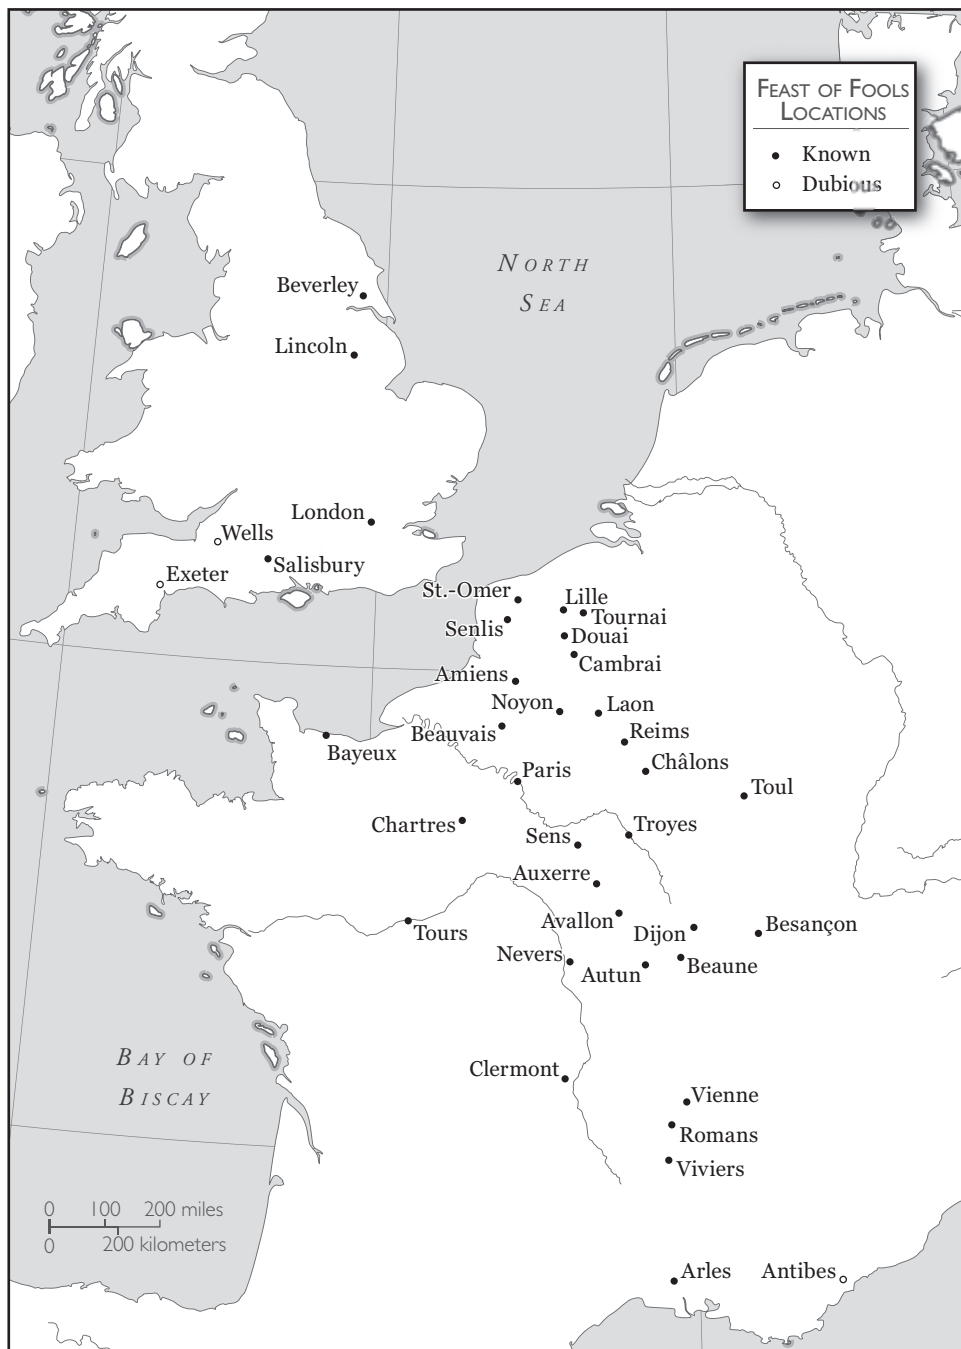 FEAST OF FOOLS
LOCATIONS
Known
Dubious
NORTH
SEA
Beverley
Lincoln
London
Wells
Salisbury
Exeter
St.-Omer
Lille
Tournai
Senlis
Douai
Cambrai
Amiens
Noyon
Laon
Beauvais
Reims
Bayeux
Châlons
Paris
Toul
Chartres
Troyes
Sens
Auxerre
Avallon
Dijon
Besançon
Tours
Nevers
Autun
Beaune
BAY OF
BISCAY
Clermont
Vienne
Romans
Viviers
0 100 200 miles
0 200 kilometers
Arles
Antibes